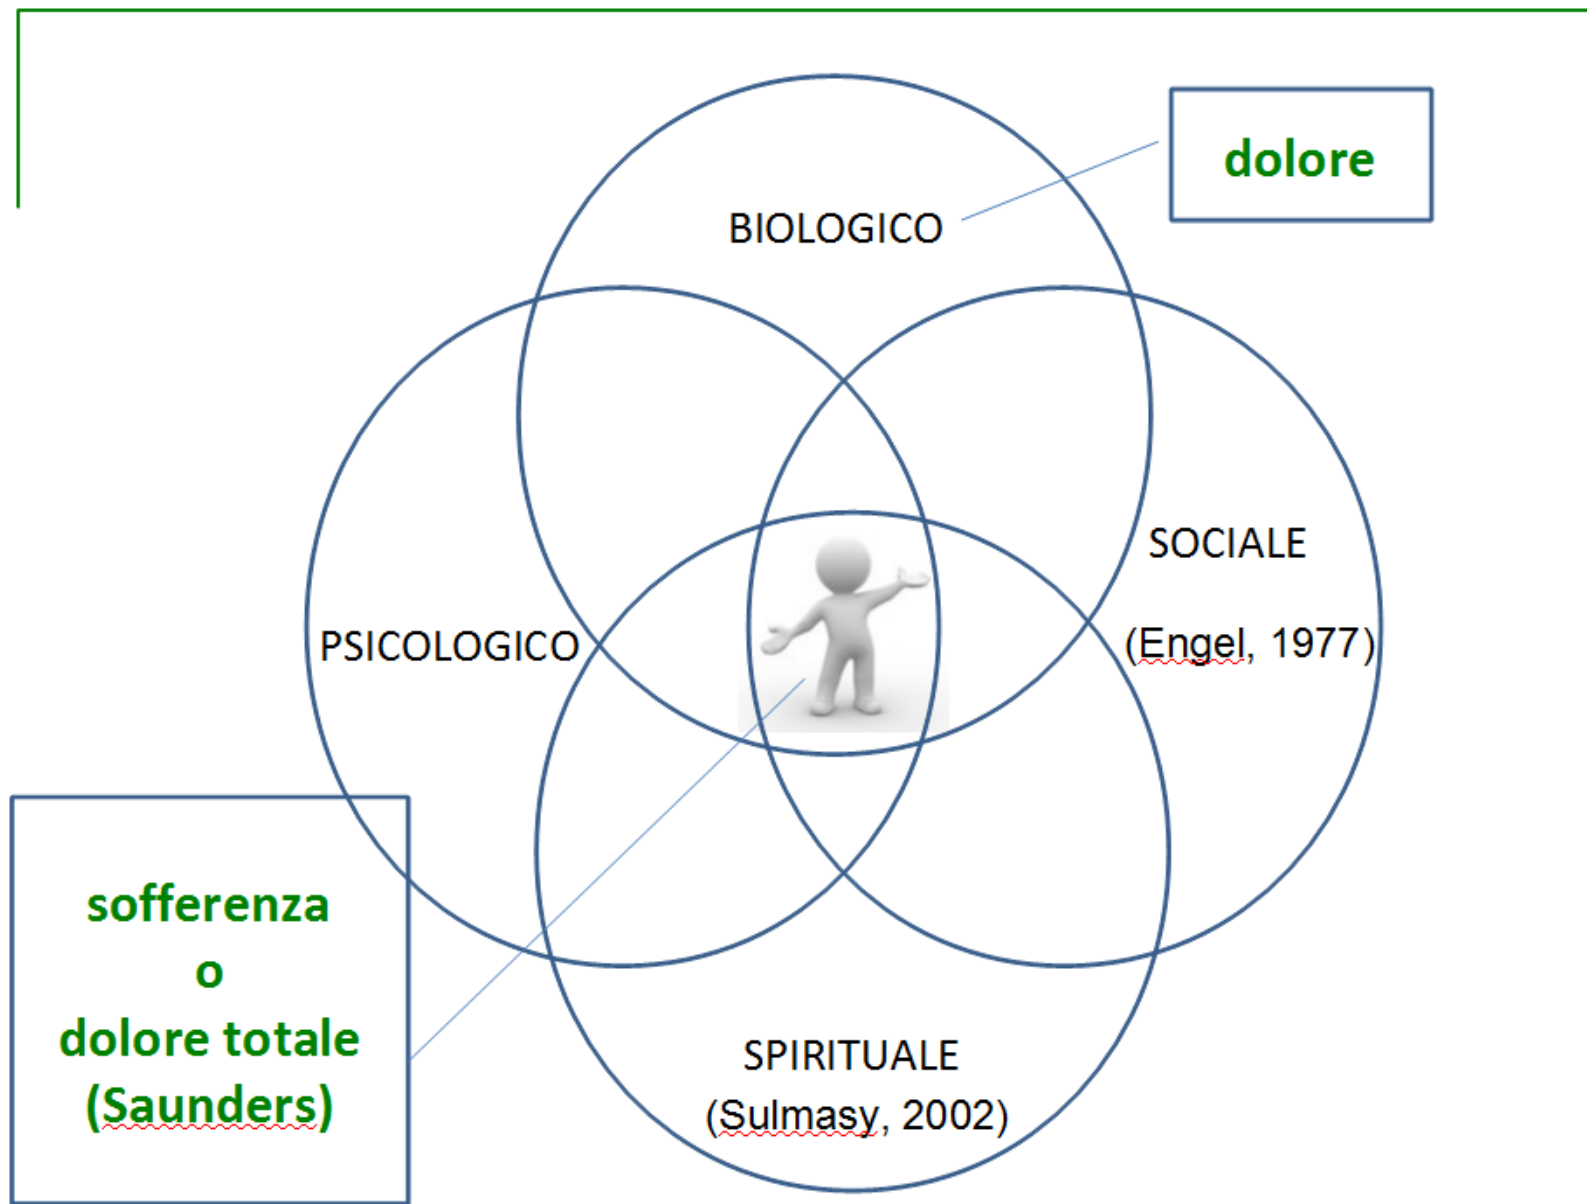 dolore
BIOLOGICO
SOCIALE
(Engel, 1977)
PSICOLOGICO
sofferenza
o
dolore totale
(Saunders)
SPIRITUALE
(Sulmasy, 2002)